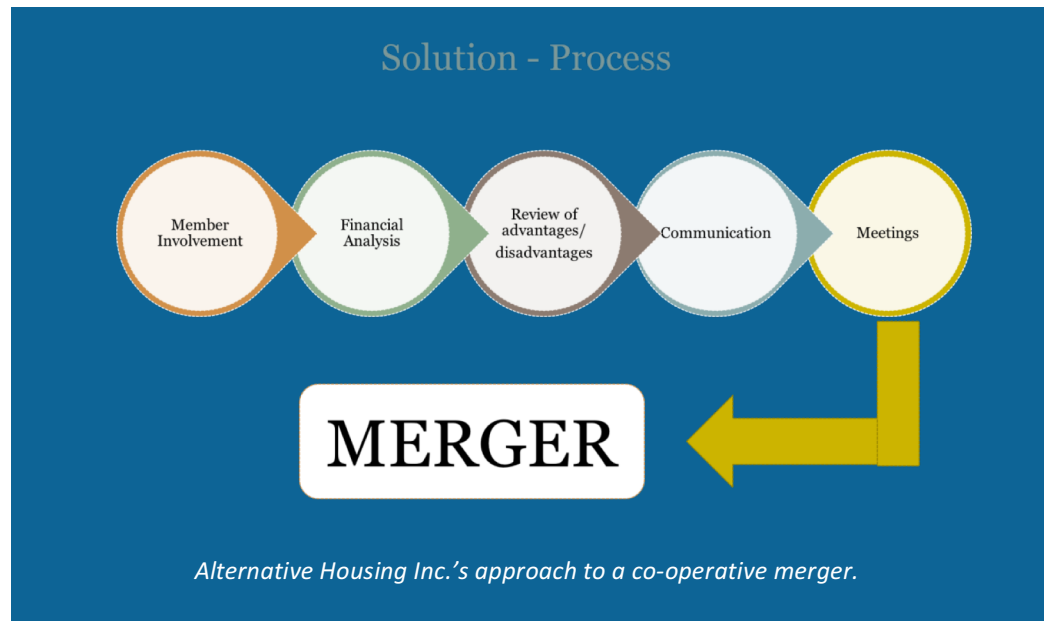 Solution - Process
Member
Involvement
Financial
Analysis
Review of
advantages/
disadvantages
Communication
Meetings
MERGER
Alternative Housing Inc.’s approach to a co-operative merger.